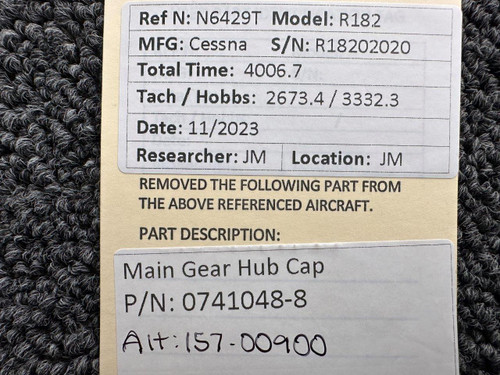 Ref N: N6429T Model: R182
MFG: Cessna S/N: R18202020
Total Time: 4006.7
Tach / Hobbs: 2673.4 / 3332.3
Date: 11/2023
Researcher: JM Location: JM
REMOVED THE FOLLOWING PART FROM
THE ABOVE REFERENCED AIRCRAFT.
PART DESCRIPTION:
Main Gear Hub Cap
P/N: 0741048-8
Alt: 157-00900